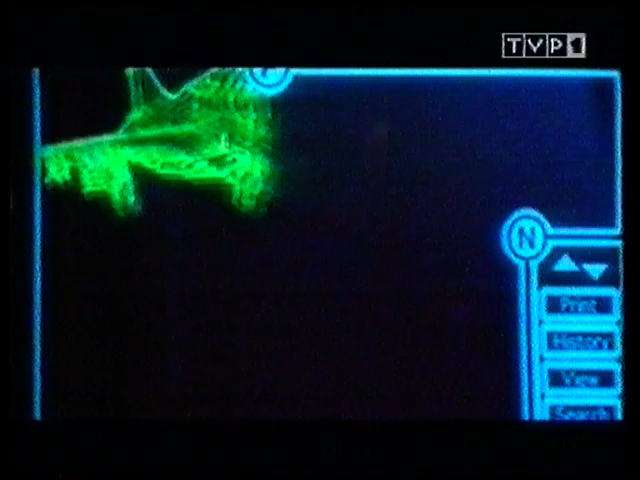 TVP1
N
Print
History
View
Search